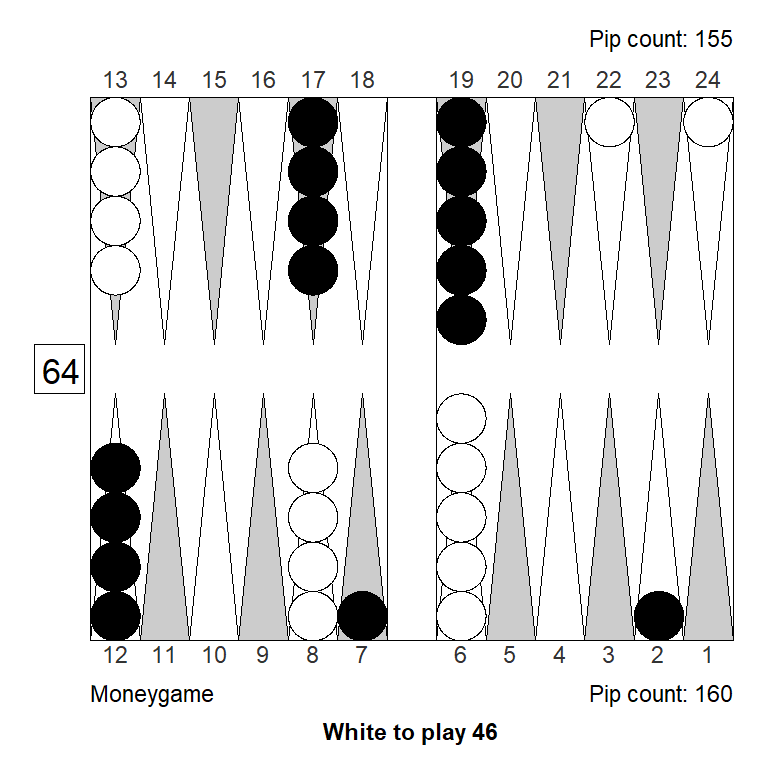 Pip count: 155
13 14 15 16 17 18 19 20 21 22 23 24
64
12 11 10 9 8 7 6 5 4 3 2 1
Moneygame Pip count: 160
White to play 46